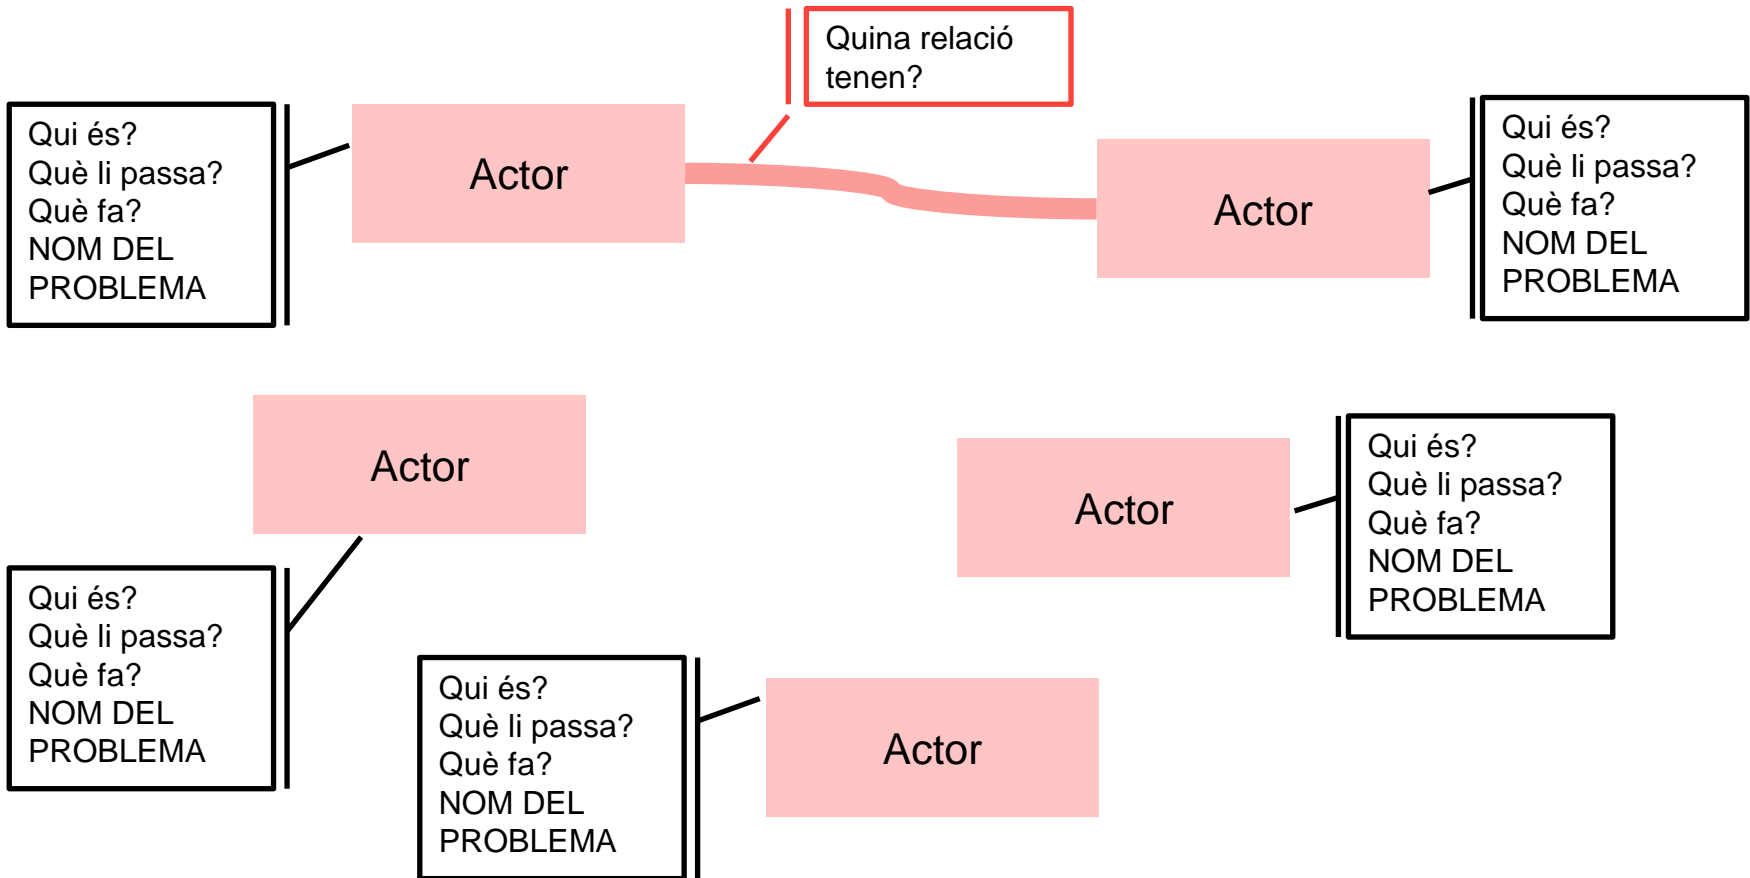 Quina relació
tenen?
Qui és?
Què li passa?
Què fa?
NOM DEL
PROBLEMA
Actor
Actor
Qui és?
Què li passa?
Què fa?
NOM DEL
PROBLEMA
Actor
Qui és?
Què li passa?
Què fa?
NOM DEL
PROBLEMA
Actor
Qui és?
Què li passa?
Què fa?
NOM DEL
PROBLEMA
Qui és?
Què li passa?
Què fa?
NOM DEL
PROBLEMA
Actor